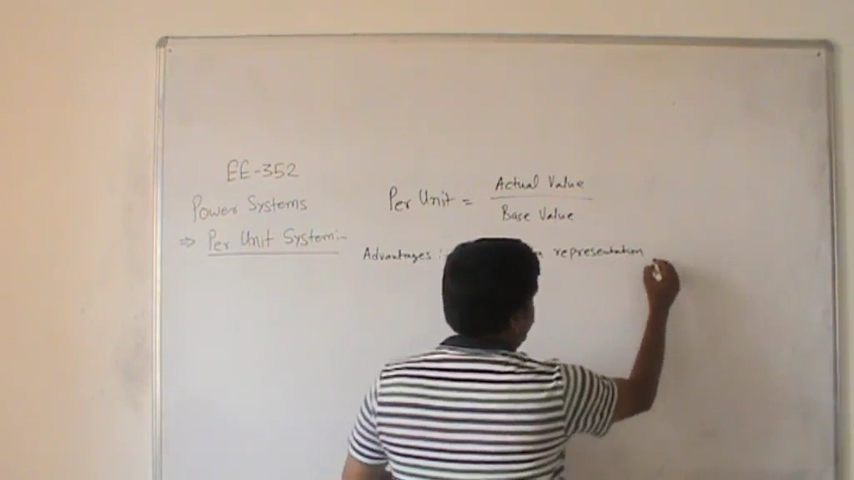 EE-352
Power Systems
⇒ Per Unit System:-
Per Unit = Actual Value
Base Value
Advantages : representation